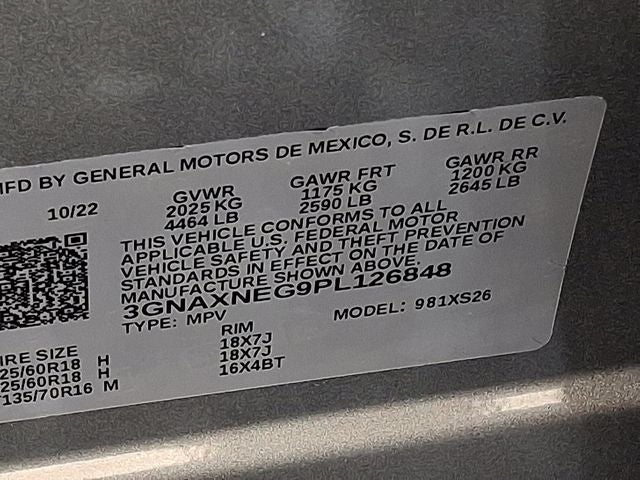 MFD BY GENERAL MOTORS DE MEXICO, S. DE R.L. DE C.V.
10/22 GVWR GAWR FRT GAWR RR
2025 KG 1175 KG 1200 KG
4464 LB 2590 LB 2645 LB
THIS VEHICLE CONFORMS TO ALL
APPLICABLE U.S. FEDERAL MOTOR
VEHICLE SAFETY, AND THEFT PREVENTION
STANDARDS IN EFFECT ON THE DATE OF
MANUFACTURE SHOWN ABOVE.
3GNAXNEG9PL126848
TYPE: MPV MODEL: 981XS26
IRE SIZE RIM
25/60R18 H 18X7J
25/60R18 H 18X7J
135/70R16 M 16X4BT